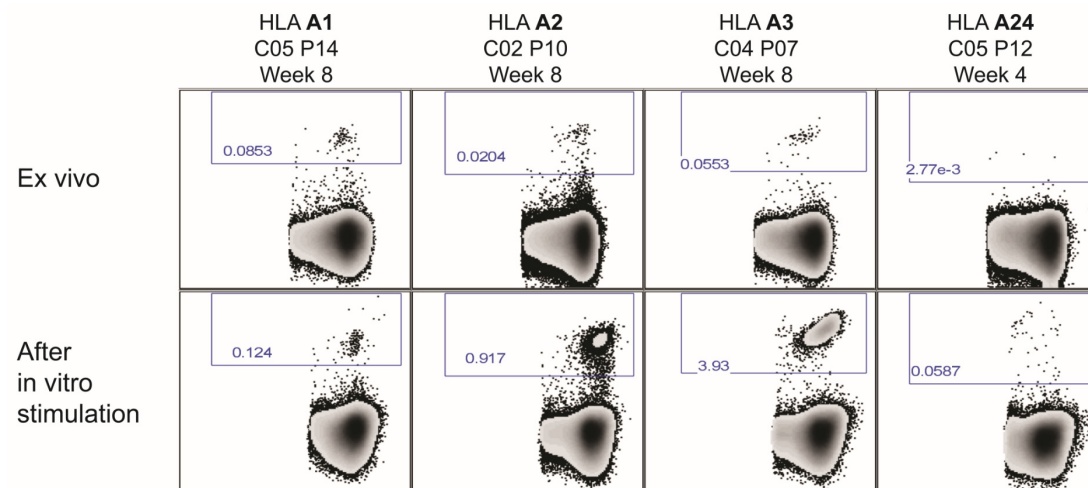 HLA A1
C05 P14
Week 8
HLA A2
C02 P10
Week 8
HLA A3
C04 P07
Week 8
HLA A24
C05 P12
Week 4
Ex vivo
0.0853
0.0204
0.0553
2.77e-3
After
in vitro
stimulation
0.124
0.917
3.93
0.0587